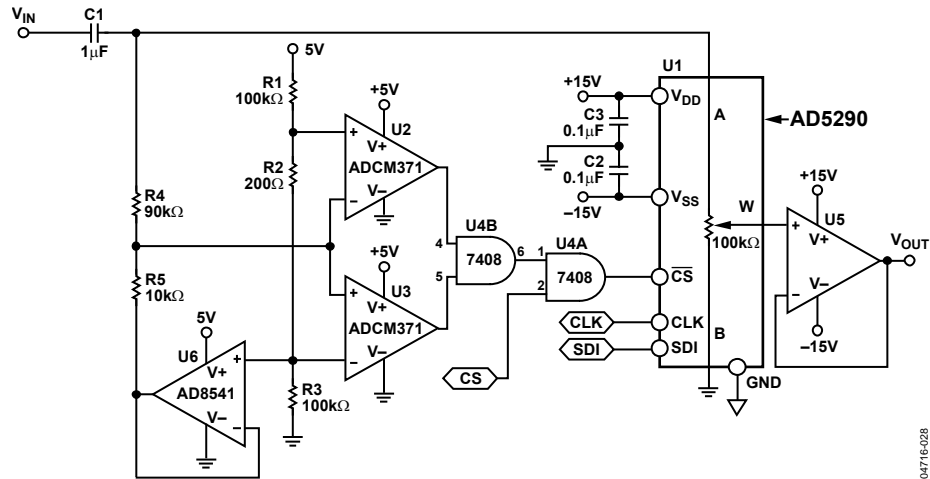 VIN
C1
1μF
5V
R1
100kΩ
R2
200Ω
R4
90kΩ
R5
10kΩ
+5V
U2
+
V+
ADCM371
V–
–
+5V
U3
+
V+
ADCM371
V–
–
5V
U6
+
V+
AD8541
V–
–
R3
100kΩ
U4B
4
7408
6
5
U4A
1
7408
2
CS
+15V
C3
0.1μF
C2
0.1μF
–15V
U1
VDD
A
AD5290
VSS
W
100kΩ
CS
CLK
CLK
SDI
SDI
B
GND
+15V
U5
+
V+
V–
–
–15V
VOUT
04716-028